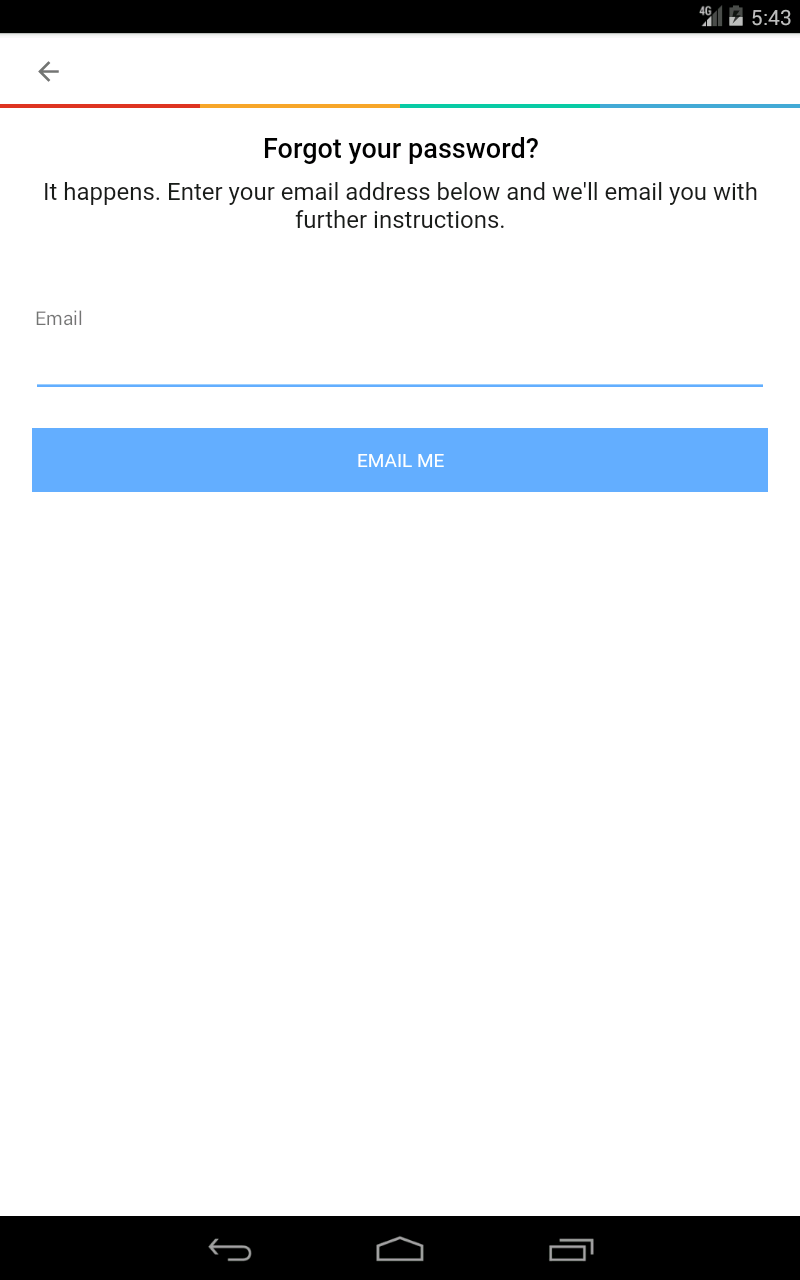 4G 5:43
Forgot your password?
It happens. Enter your email address below and we'll email you with
further instructions.
Email
EMAIL ME